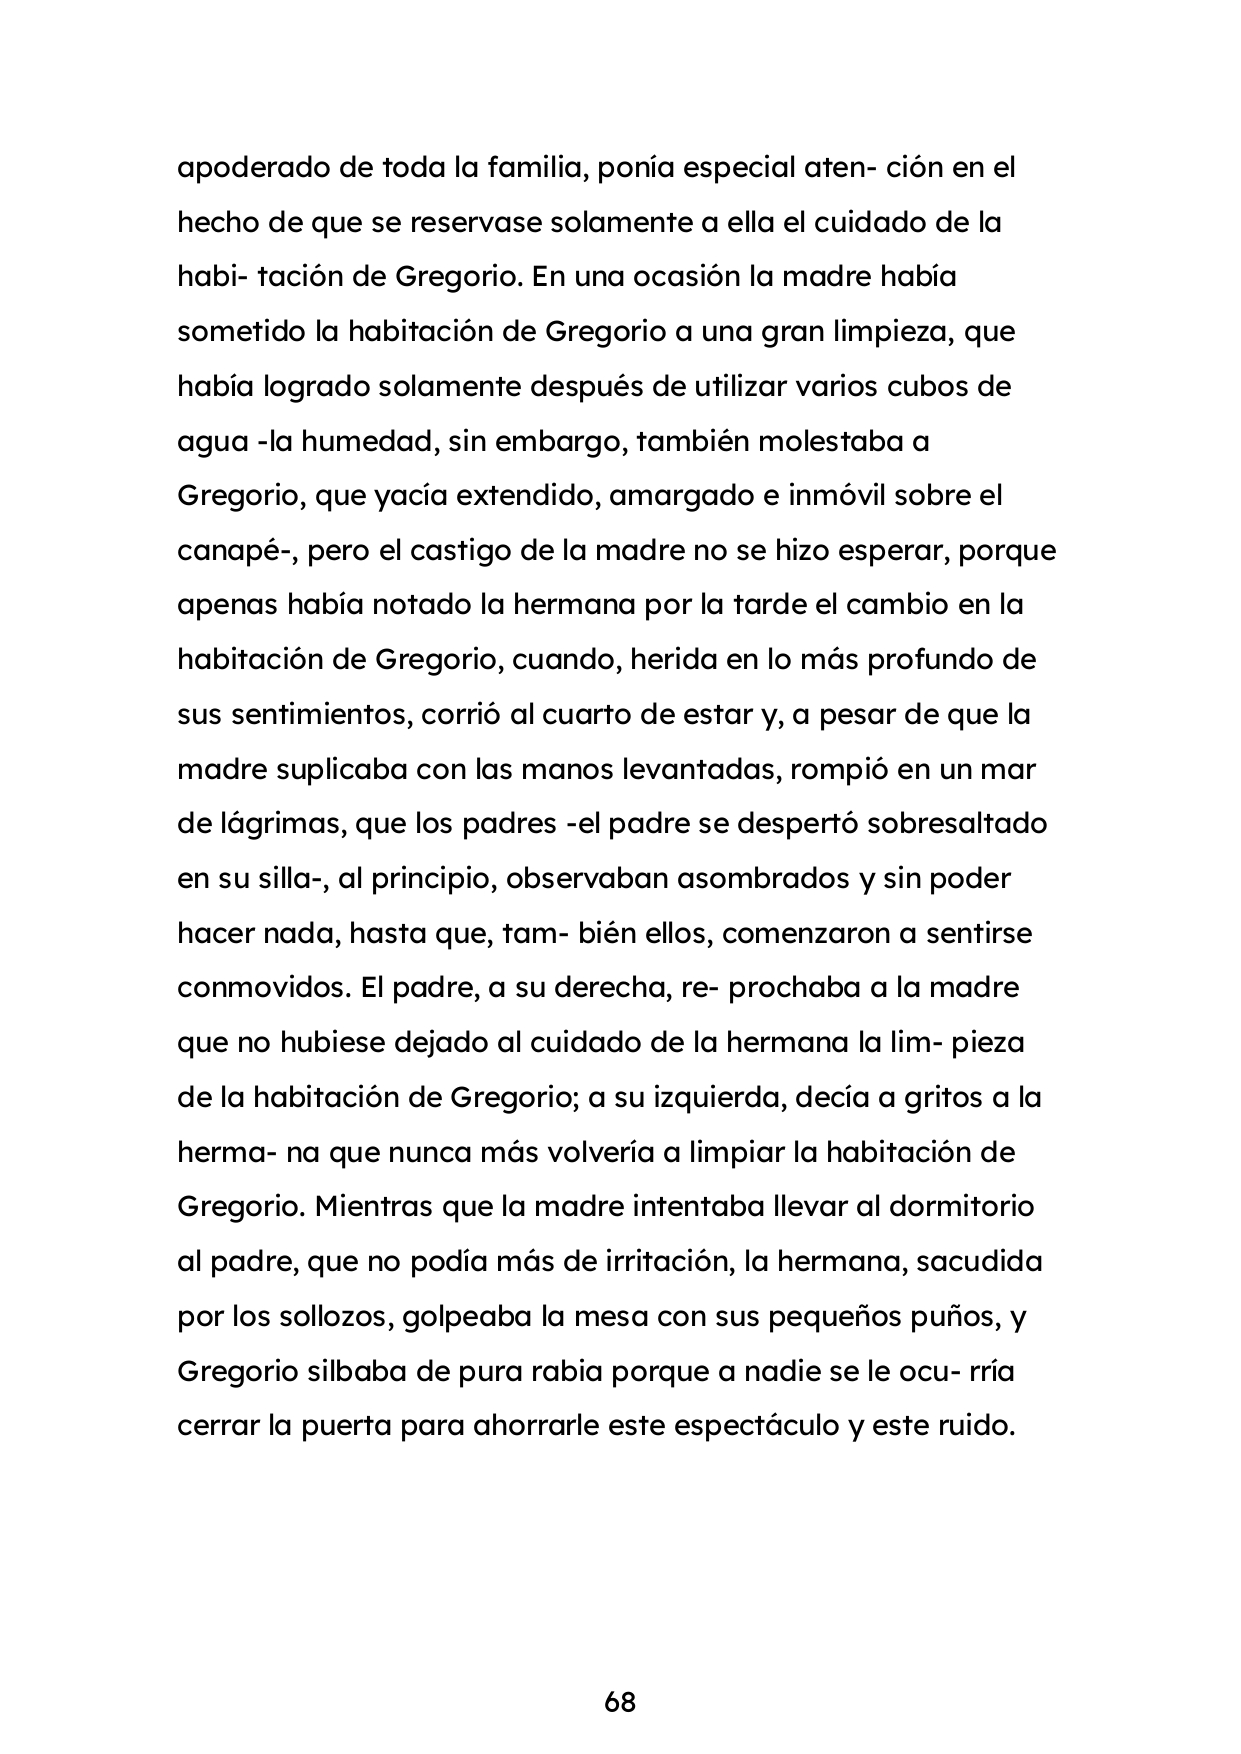 apoderado de toda la familia, ponía especial aten- ción en el
hecho de que se reservase solamente a ella el cuidado de la
habi- tación de Gregorio. En una ocasión la madre había
sometido la habitación de Gregorio a una gran limpieza, que
había logrado solamente después de utilizar varios cubos de
agua -la humedad, sin embargo, también molestaba a
Gregorio, que yacía extendido, amargado e inmóvil sobre el
canapé-, pero el castigo de la madre no se hizo esperar, porque
apenas había notado la hermana por la tarde el cambio en la
habitación de Gregorio, cuando, herida en lo más profundo de
sus sentimientos, corrió al cuarto de estar y, a pesar de que la
madre suplicaba con las manos levantadas, rompió en un mar
de lágrimas, que los padres -el padre se despertó sobresaltado
en su silla-, al principio, observaban asombrados y sin poder
hacer nada, hasta que, tam- bién ellos, comenzaron a sentirse
conmovidos. El padre, a su derecha, re- prochaba a la madre
que no hubiese dejado al cuidado de la hermana la lim- pieza
de la habitación de Gregorio; a su izquierda, decía a gritos a la
herma- na que nunca más volvería a limpiar la habitación de
Gregorio. Mientras que la madre intentaba llevar al dormitorio
al padre, que no podía más de irritación, la hermana, sacudida
por los sollozos, golpeaba la mesa con sus pequeños puños, y
Gregorio silbaba de pura rabia porque a nadie se le ocu- rría
cerrar la puerta para ahorrarle este espectáculo y este ruido.
68